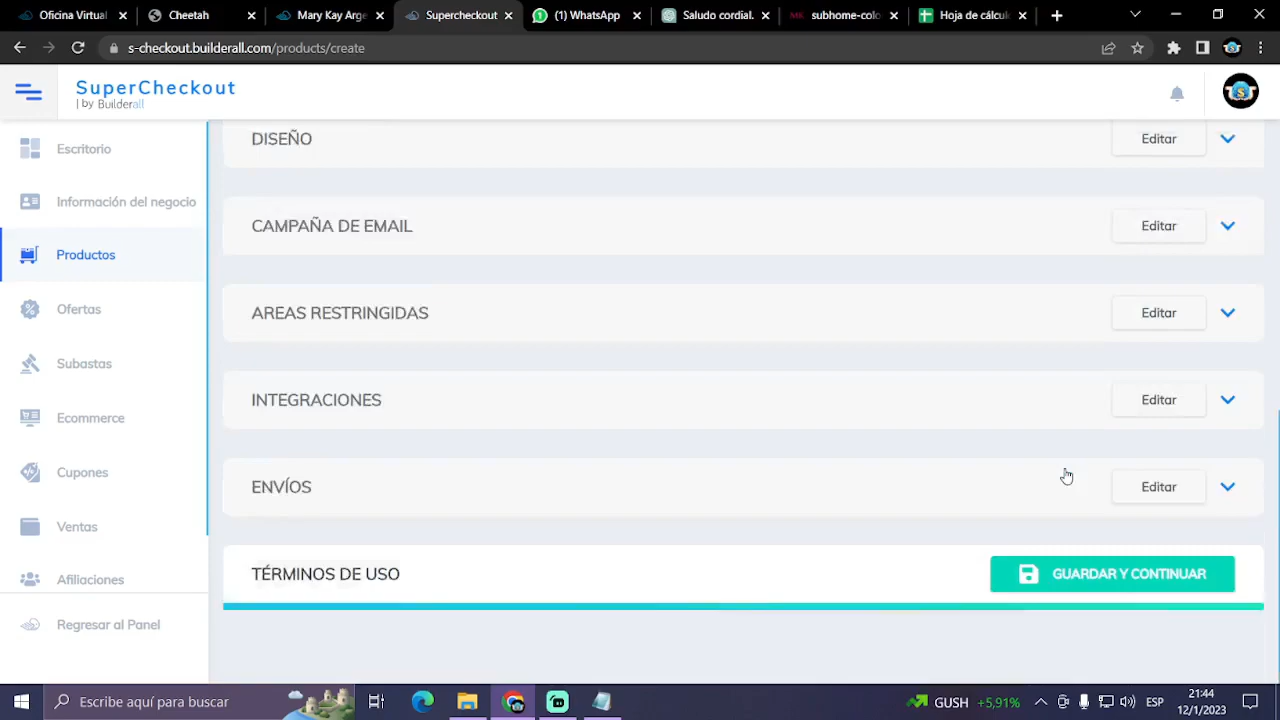 Oficina Virtual
Cheetah
Mary Kay Arge
Supercheckout
(1) WhatsApp
Saludo cordial.
subhome-colo
Hoja de cálcul
s-checkout.builderall.com/products/create
SuperCheckout
| by Builderall
Escritorio
Información del negocio
Productos
Ofertas
Subastas
Ecommerce
Cupones
Ventas
Afiliaciones
Regresar al Panel
DISEÑO
Editar
CAMPAÑA DE EMAIL
Editar
AREAS RESTRINGIDAS
Editar
INTEGRACIONES
Editar
ENVÍOS
Editar
TÉRMINOS DE USO
GUARDAR Y CONTINUAR
Escribe aquí para buscar
GUSH +5,91%
ESP
21:44
12/1/2023